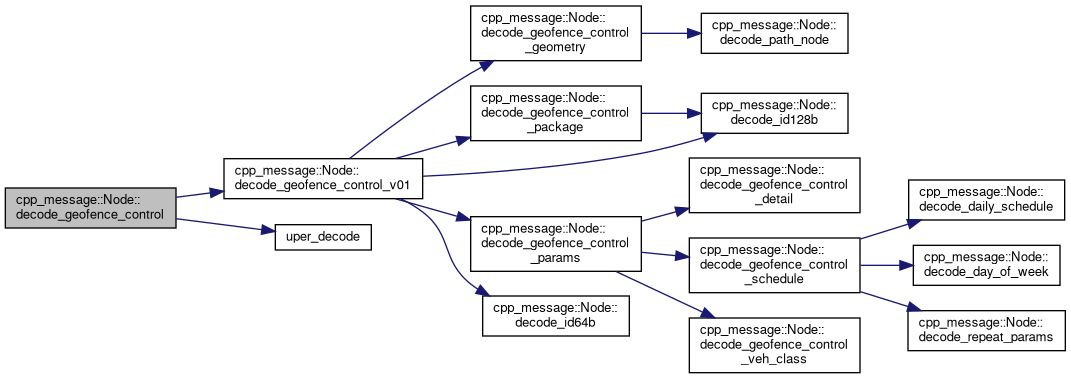 cpp_message::Node::
decode_geofence_control
cpp_message::Node::
decode_geofence_control_v01
uper_decode
cpp_message::Node::
decode_geofence_control
_geometry
cpp_message::Node::
decode_path_node
cpp_message::Node::
decode_geofence_control
_package
cpp_message::Node::
decode_id128b
cpp_message::Node::
decode_geofence_control
_params
cpp_message::Node::
decode_id64b
cpp_message::Node::
decode_geofence_control
_detail
cpp_message::Node::
decode_geofence_control
_schedule
cpp_message::Node::
decode_geofence_control
_veh_class
cpp_message::Node::
decode_daily_schedule
cpp_message::Node::
decode_day_of_week
cpp_message::Node::
decode_repeat_params